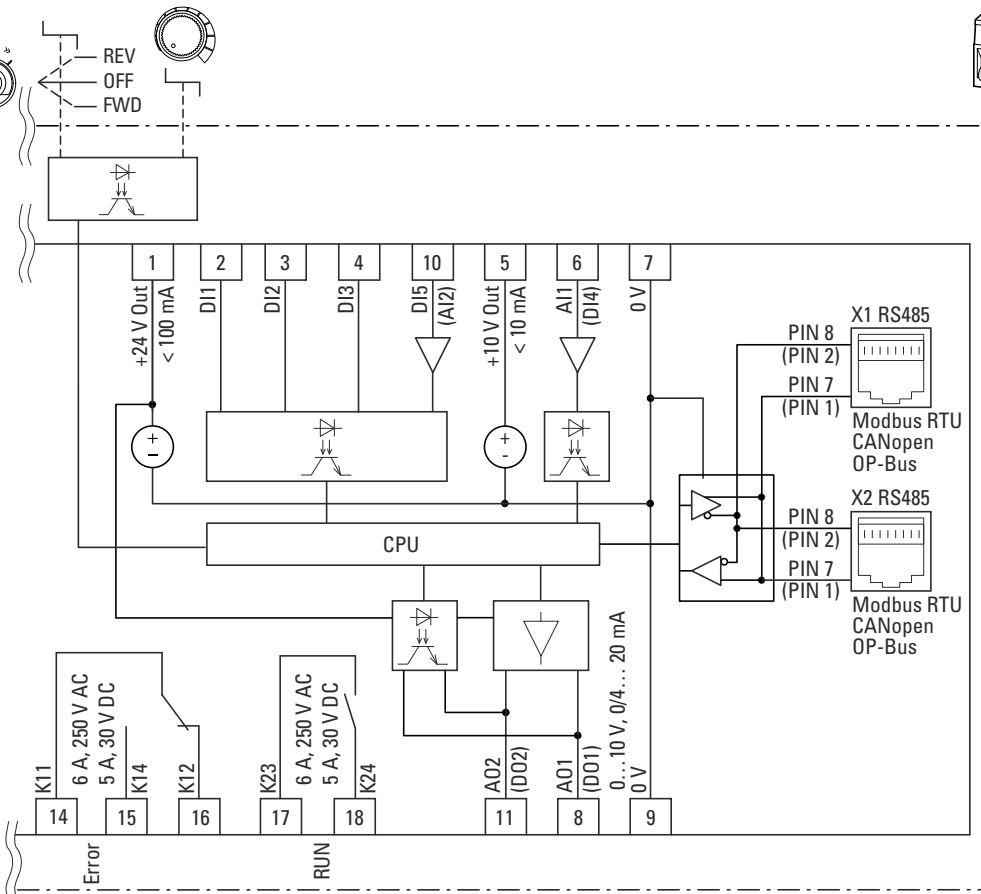 »
REV
OFF
FWD
1
2
3
4
10
5
6
7
+24 V Out
< 100 mA
DI1
DI2
DI3
DI5
(AI2)
+10 V Out
< 10 mA
AI1
(DI4)
0 V
X1 RS485
PIN 8
(PIN 2)
PIN 7
(PIN 1)
Modbus RTU
CANopen
OP-Bus
+
−
+
-
X2 RS485
PIN 8
(PIN 2)
PIN 7
(PIN 1)
Modbus RTU
CANopen
OP-Bus
CPU
K11
6 A, 250 V AC
5 A, 30 V DC
K14
K12
K23
6 A, 250 V AC
5 A, 30 V DC
K24
AO2
(DO2)
AO1
(DO1)
0…10 V, 0/4… 20 mA
0 V
14
15
16
17
18
11
8
9
Error
RUN